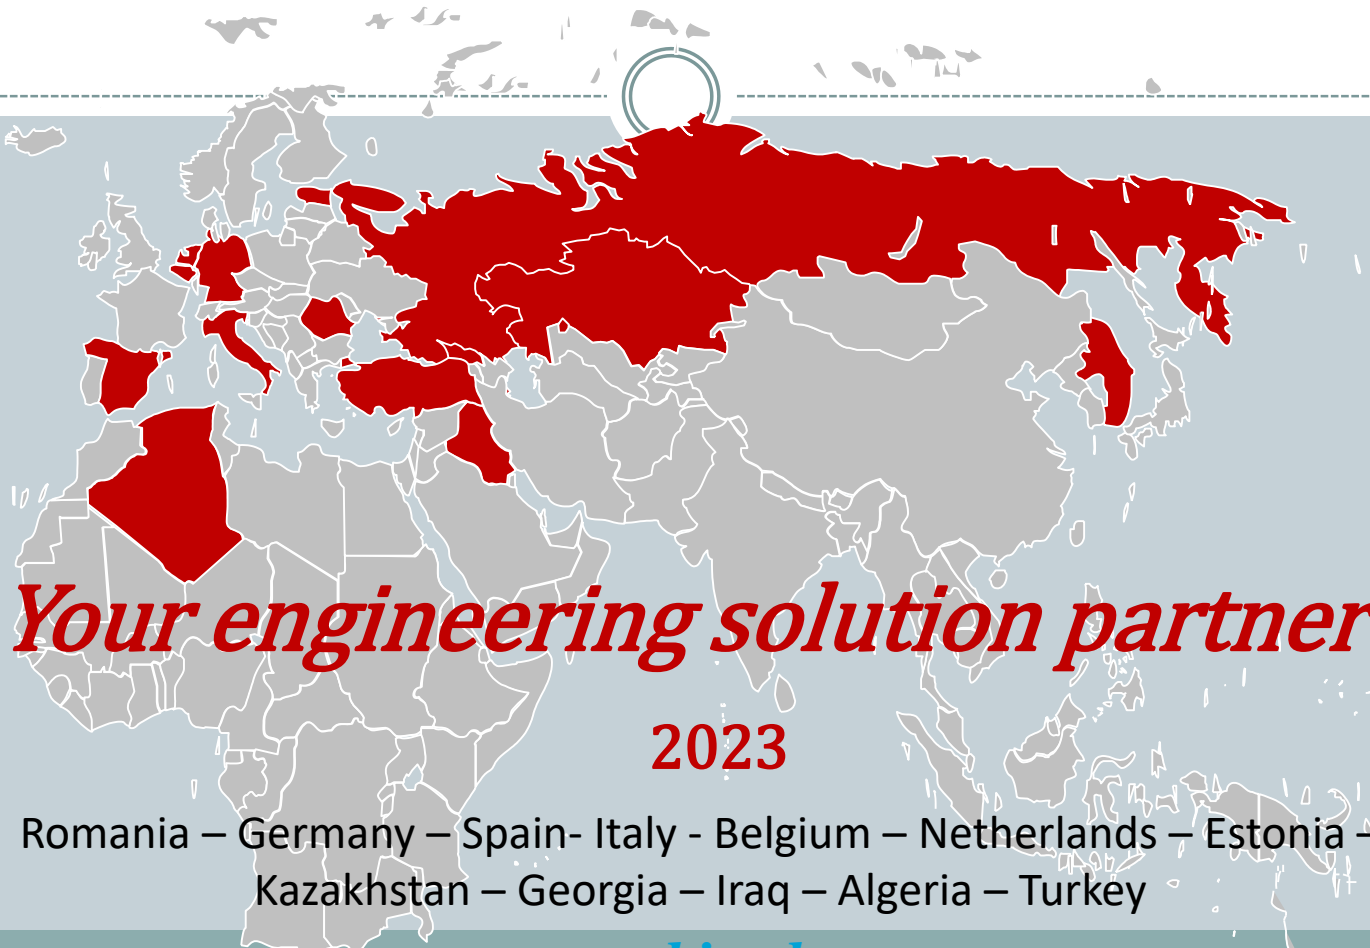 Your engineering solution partner
2023
Romania – Germany – Spain- Italy - Belgium – Netherlands – Estonia –
Kazakhstan – Georgia – Iraq – Algeria – Turkey